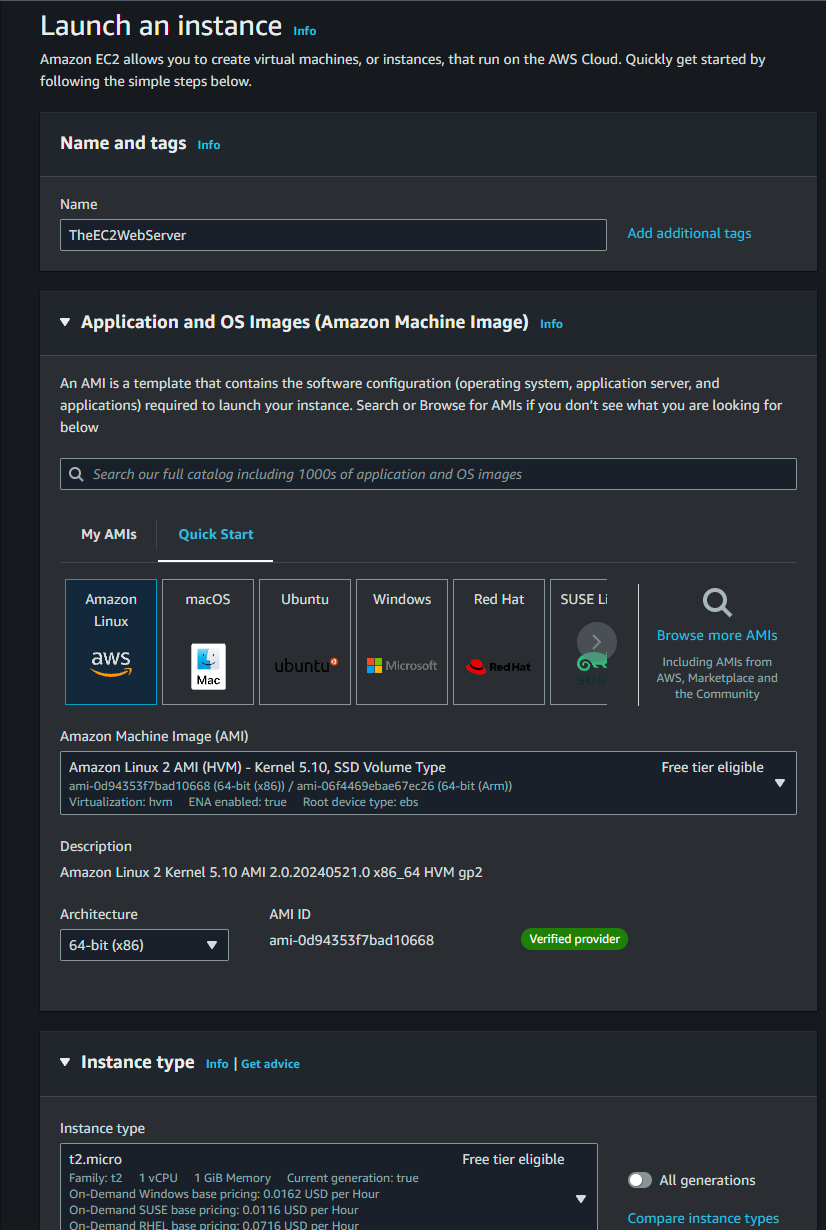 Launch an instance Info
Amazon EC2 allows you to create virtual machines, or instances, that run on the AWS Cloud. Quickly get started by
following the simple steps below.
Name and tags Info
Name
TheEC2WebServer
Add additional tags
Application and OS Images (Amazon Machine Image) Info
An AMI is a template that contains the software configuration (operating system, application server, and
applications) required to launch your instance. Search or Browse for AMIs if you don't see what you are looking for
below
Search our full catalog including 1000s of application and OS images
My AMIs
Quick Start
Amazon
Linux
aws
macOS
Mac
Ubuntu
ubuntu
Windows
Microsoft
Red Hat
RedHat
SUSE Li
SUS
Browse more AMIs
Including AMIs from
AWS, Marketplace and
the Community
Amazon Machine Image (AMI)
Amazon Linux 2 AMI (HVM) - Kernel 5.10, SSD Volume Type
Free tier eligible
ami-0d94353f7bad10668 (64-bit (x86)) / ami-06f4469ebae67ec26 (64-bit (Arm))
Virtualization: hvm ENA enabled: true Root device type: ebs
Description
Amazon Linux 2 Kernel 5.10 AMI 2.0.20240521.0 x86_64 HVM gp2
Architecture
64-bit (x86)
AMI ID
ami-0d94353f7bad10668
Verified provider
Instance type Info | Get advice
Instance type
t2.micro
Free tier eligible
Family: t2 1 vCPU 1 GiB Memory Current generation: true
On-Demand Windows base pricing: 0.0162 USD per Hour
On-Demand SUSE base pricing: 0.0116 USD per Hour
On-Demand RHEL base pricing: 0.0716 USD per Hour
All generations
Compare instance types